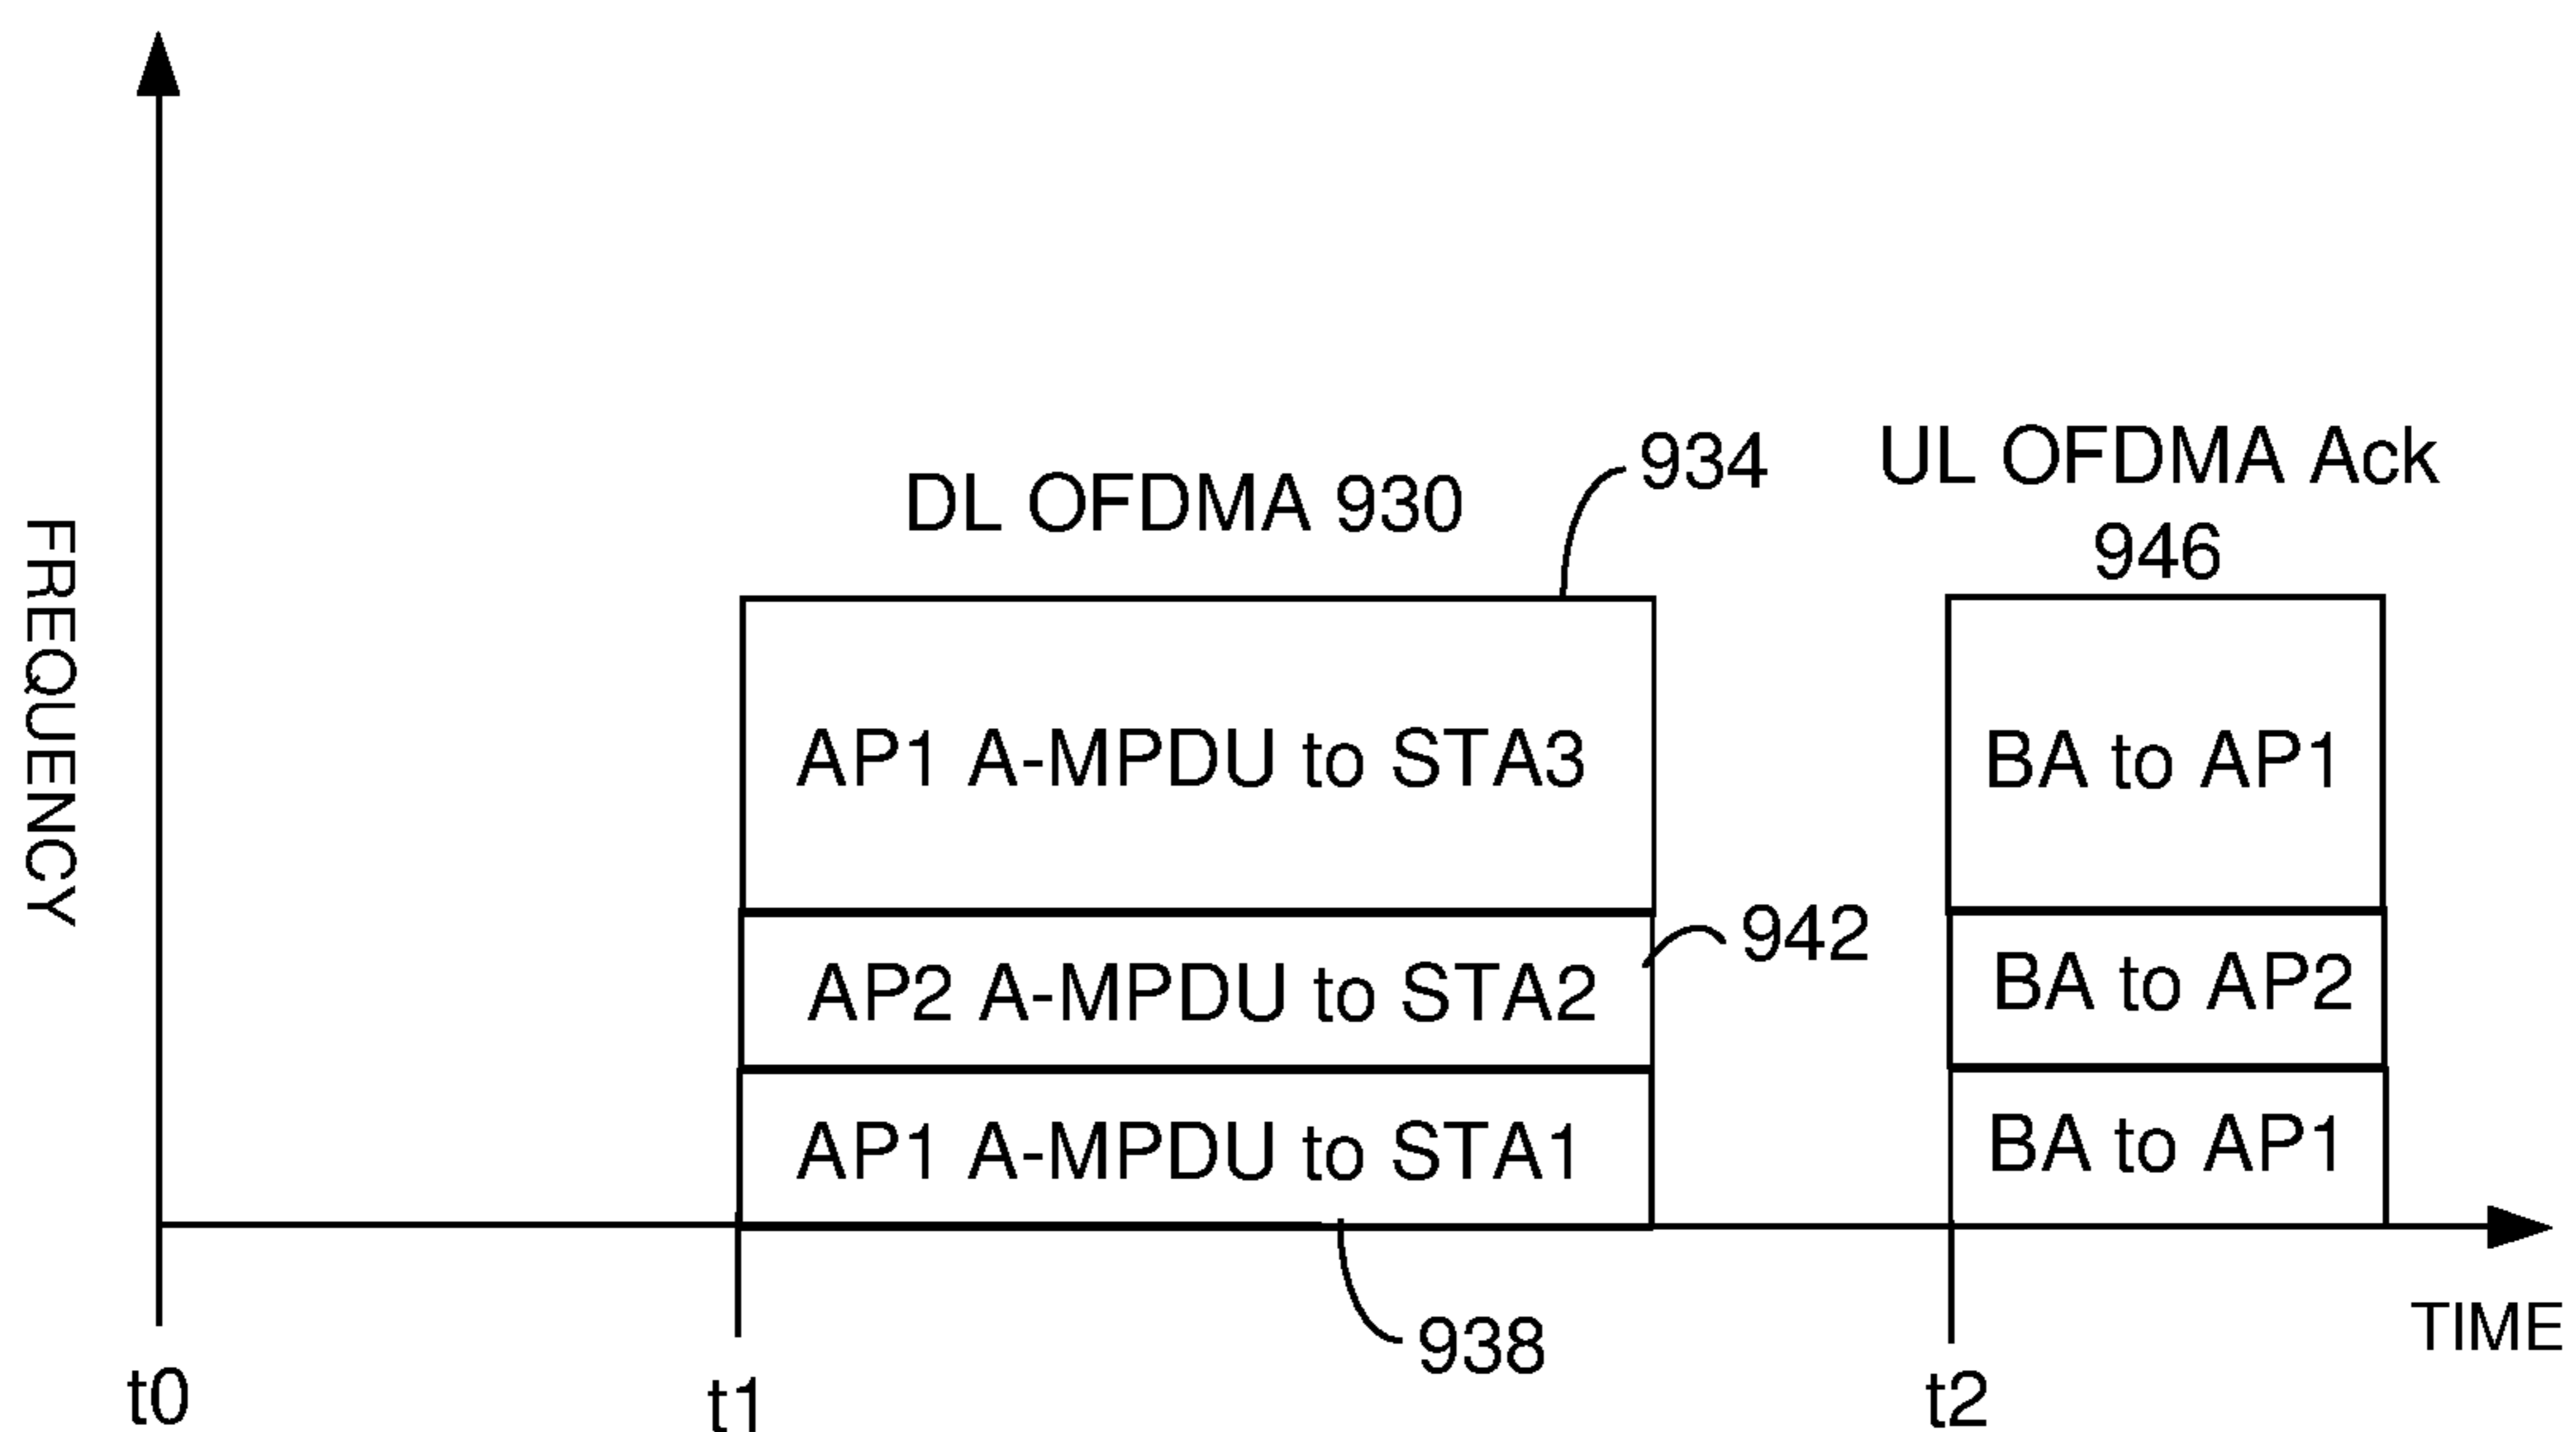 FREQUENCY
DL OFDMA 930
934
UL OFDMA Ack
946
AP1 A-MPDU to STA3
BA to AP1
942
AP2 A-MPDU to STA2
BA to AP2
AP1 A-MPDU to STA1
BA to AP1
938
TIME
t0
t1
t2